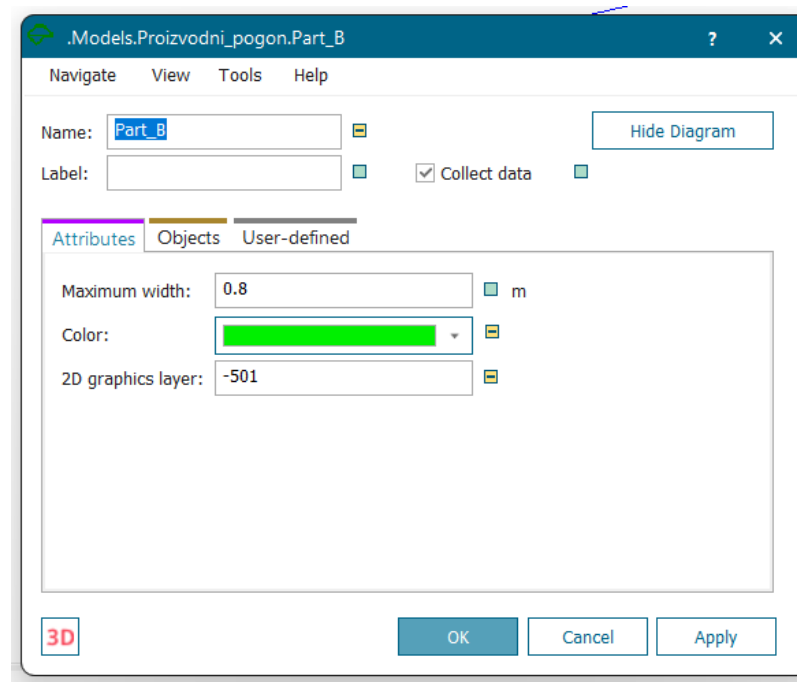 .Models.Proizvodni_pogon.Part_B ? ×
Navigate View Tools Help
Name: Part_B Hide Diagram
Label: Collect data
Attributes Objects User-defined
Maximum width: 0.8 m
Color:
2D graphics layer: -501
3D OK Cancel Apply